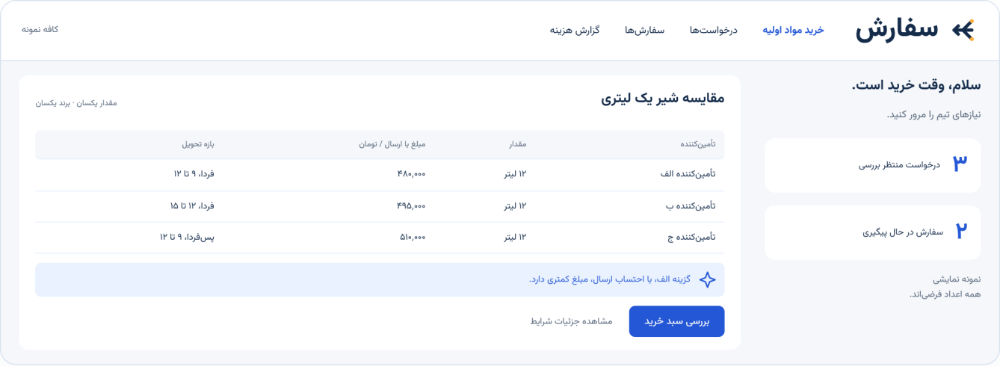 سفارش
خرید مواد اولیه
درخواست‌ها
سفارش‌ها
گزارش هزینه
کافه نمونه
سلام، وقت خرید است.
نیازهای تیم را مرور کنید.
۳ درخواست منتظر بررسی
۲ سفارش در حال پیگیری
نمونه نمایشی
همه اعداد فرضی‌اند.
مقایسه شیر یک لیتری
مقدار یکسان · برند یکسان
تأمین‌کننده مقدار مبلغ با ارسال / تومان بازه تحویل
تأمین‌کننده الف ۱۲ لیتر ۴۸۰,۰۰۰ فردا، ۹ تا ۱۲
تأمین‌کننده ب ۱۲ لیتر ۴۹۵,۰۰۰ فردا، ۱۲ تا ۱۵
تأمین‌کننده ج ۱۲ لیتر ۵۱۰,۰۰۰ پس‌فردا، ۹ تا ۱۲
گزینه الف، با احتساب ارسال، مبلغ کمتری دارد.
بررسی سبد خرید
مشاهده جزئیات شرایط